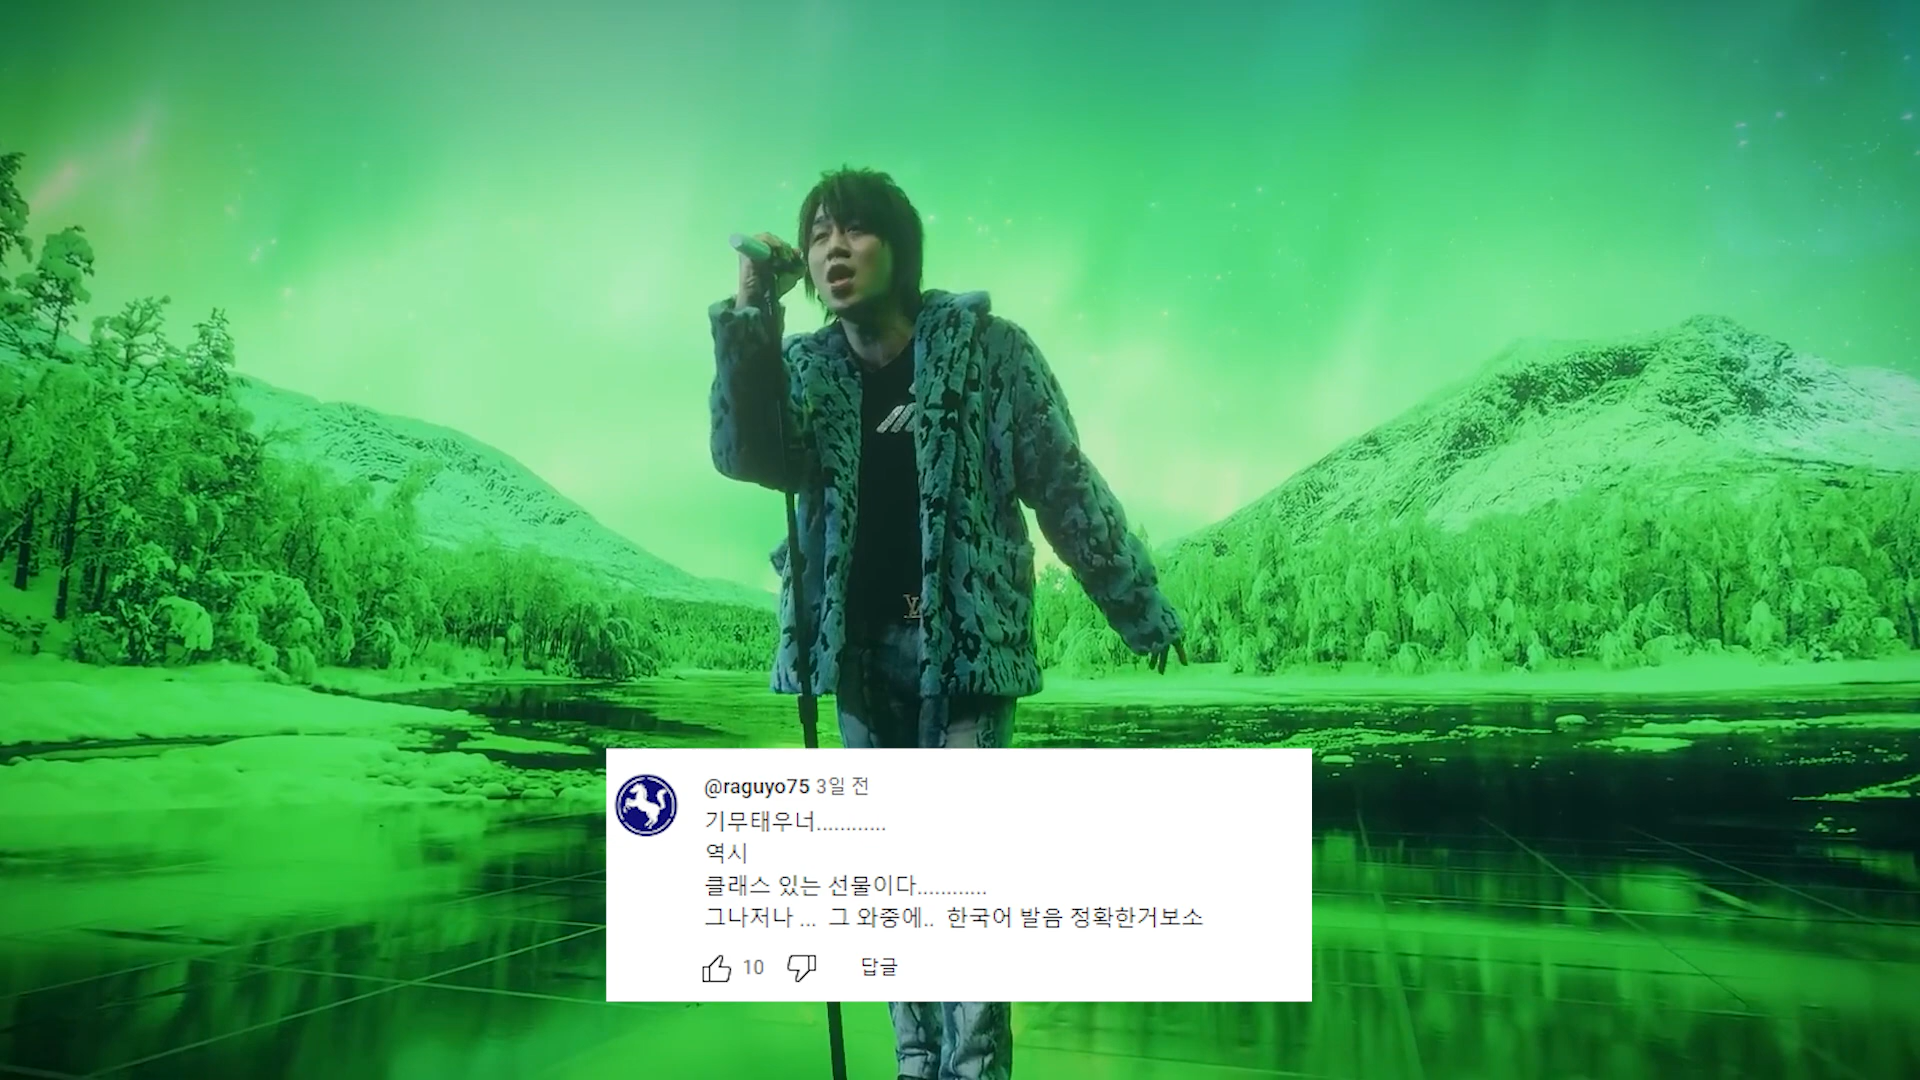 @raguyo75 3일 전
기무태우너............
역시
클래스 있는 선물이다............
그나저나 ... 그 와중에.. 한국어 발음 정확한거보소
10 답글